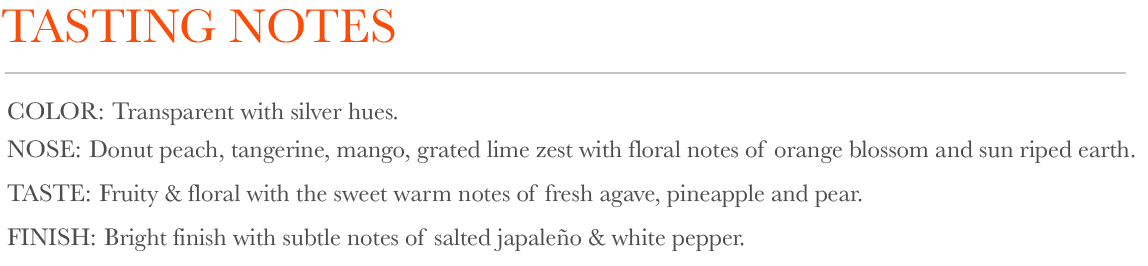 TASTING NOTES
COLOR: Transparent with silver hues.
NOSE: Donut peach, tangerine, mango, grated lime zest with floral notes of orange blossom and sun riped earth.
TASTE: Fruity & floral with the sweet warm notes of fresh agave, pineapple and pear.
FINISH: Bright finish with subtle notes of salted japaleño & white pepper.